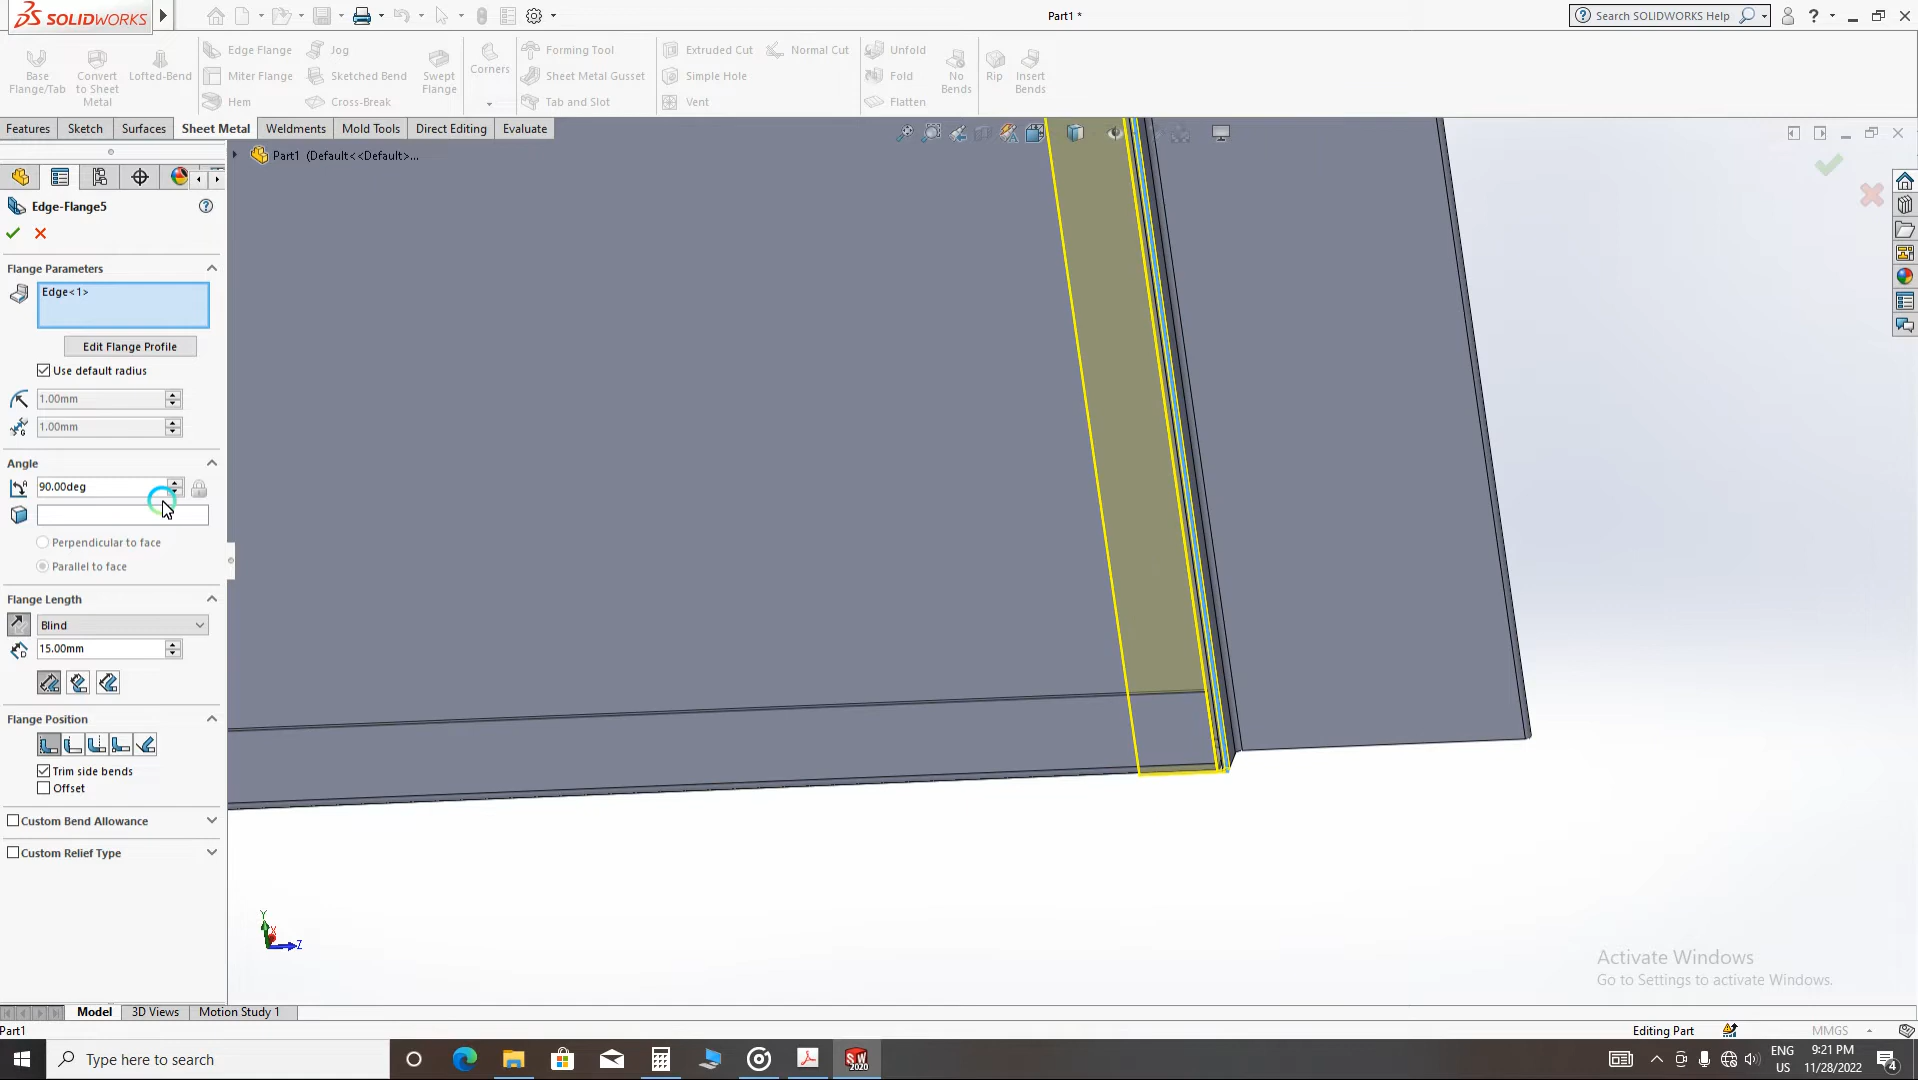 SOLIDWORKS
Part1 *
Search SOLIDWORKS Help
Base Flange/Tab
Convert to Sheet Metal
Lofted-Bend
Edge Flange
Miter Flange
Hem
Jog
Sketched Bend
Cross-Break
Swept Flange
Corners
Forming Tool
Sheet Metal Gusset
Tab and Slot
Extruded Cut
Simple Hole
Vent
Normal Cut
Unfold
Fold
Flatten
No Bends
Rip
Insert Bends
Features
Sketch
Surfaces
Sheet Metal
Weldments
Mold Tools
Direct Editing
Evaluate
Part1 (Default<<Default>...
Edge-Flange5
Flange Parameters
Edge<1>
Edit Flange Profile
Use default radius
1.00mm
1.00mm
Angle
90.00deg
Perpendicular to face
Parallel to face
Flange Length
Blind
15.00mm
Flange Position
Trim side bends
Offset
Custom Bend Allowance
Custom Relief Type
Y
X
Z
Activate Windows
Go to Settings to activate Windows.
Model
3D Views
Motion Study 1
Part1
Editing Part
MMGS
Type here to search
SW
2020
ENG
US
9:21 PM
11/28/2022
4